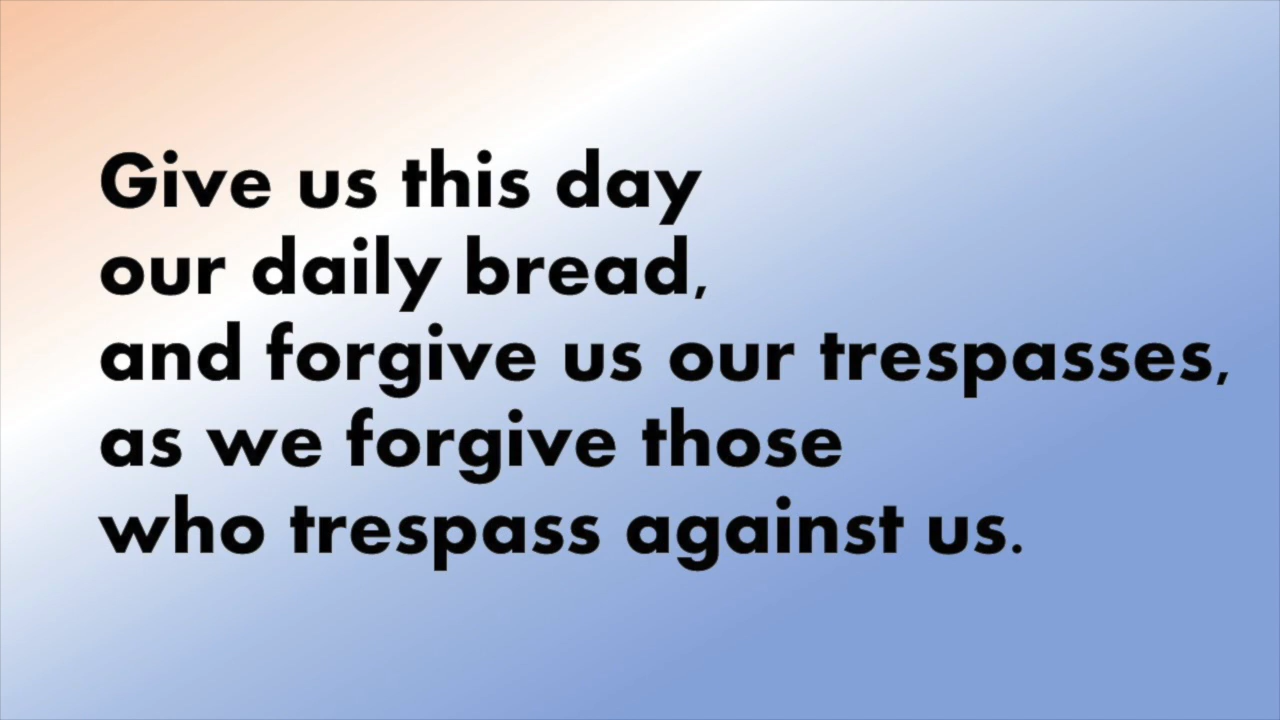 Give us this day
our daily bread,
and forgive us our trespasses,
as we forgive those
who trespass against us.